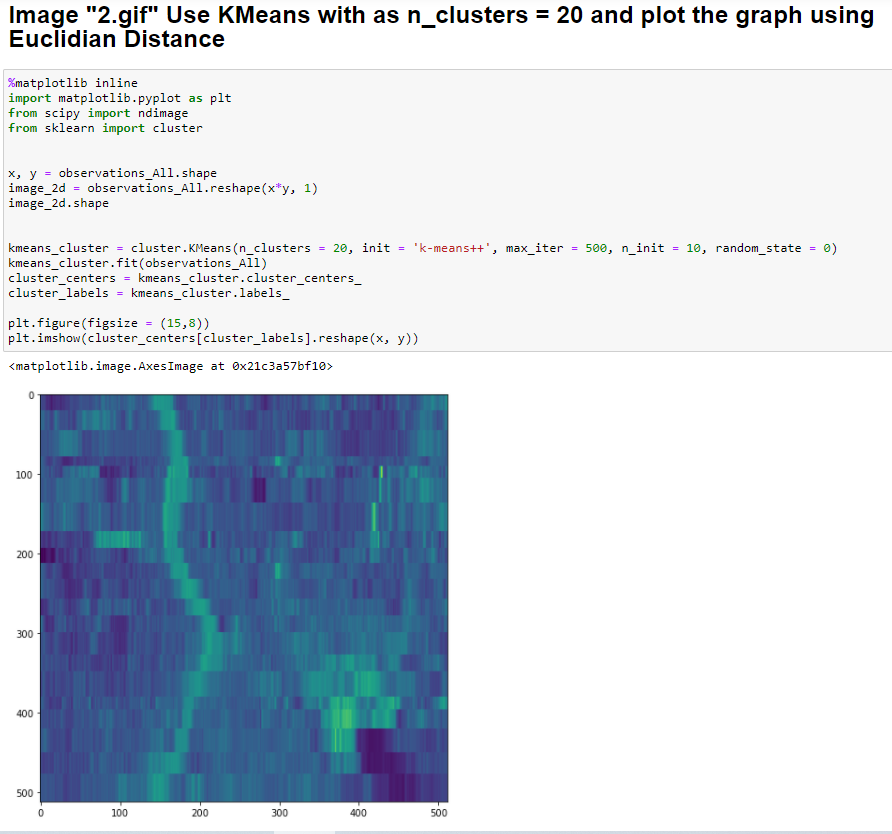 Image "2.gif" Use KMeans with as n_clusters = 20 and plot the graph using
Euclidian Distance
%matplotlib inline
import matplotlib.pyplot as plt
from scipy import ndimage
from sklearn import cluster
x, y = observations_All.shape
image_2d = observations_All.reshape(x*y, 1)
image_2d.shape
kmeans_cluster = cluster.KMeans(n_clusters = 20, init = 'k-means++', max_iter = 500, n_init = 10, random_state = 0)
kmeans_cluster.fit(observations_All)
cluster_centers = kmeans_cluster.cluster_centers_
cluster_labels = kmeans_cluster.labels_
plt.figure(figsize = (15,8))
plt.imshow(cluster_centers[cluster_labels].reshape(x, y))
<matplotlib.image.AxesImage at 0x21c3a57bf10>
0
100
200
300
400
500
0 100 200 300 400 500